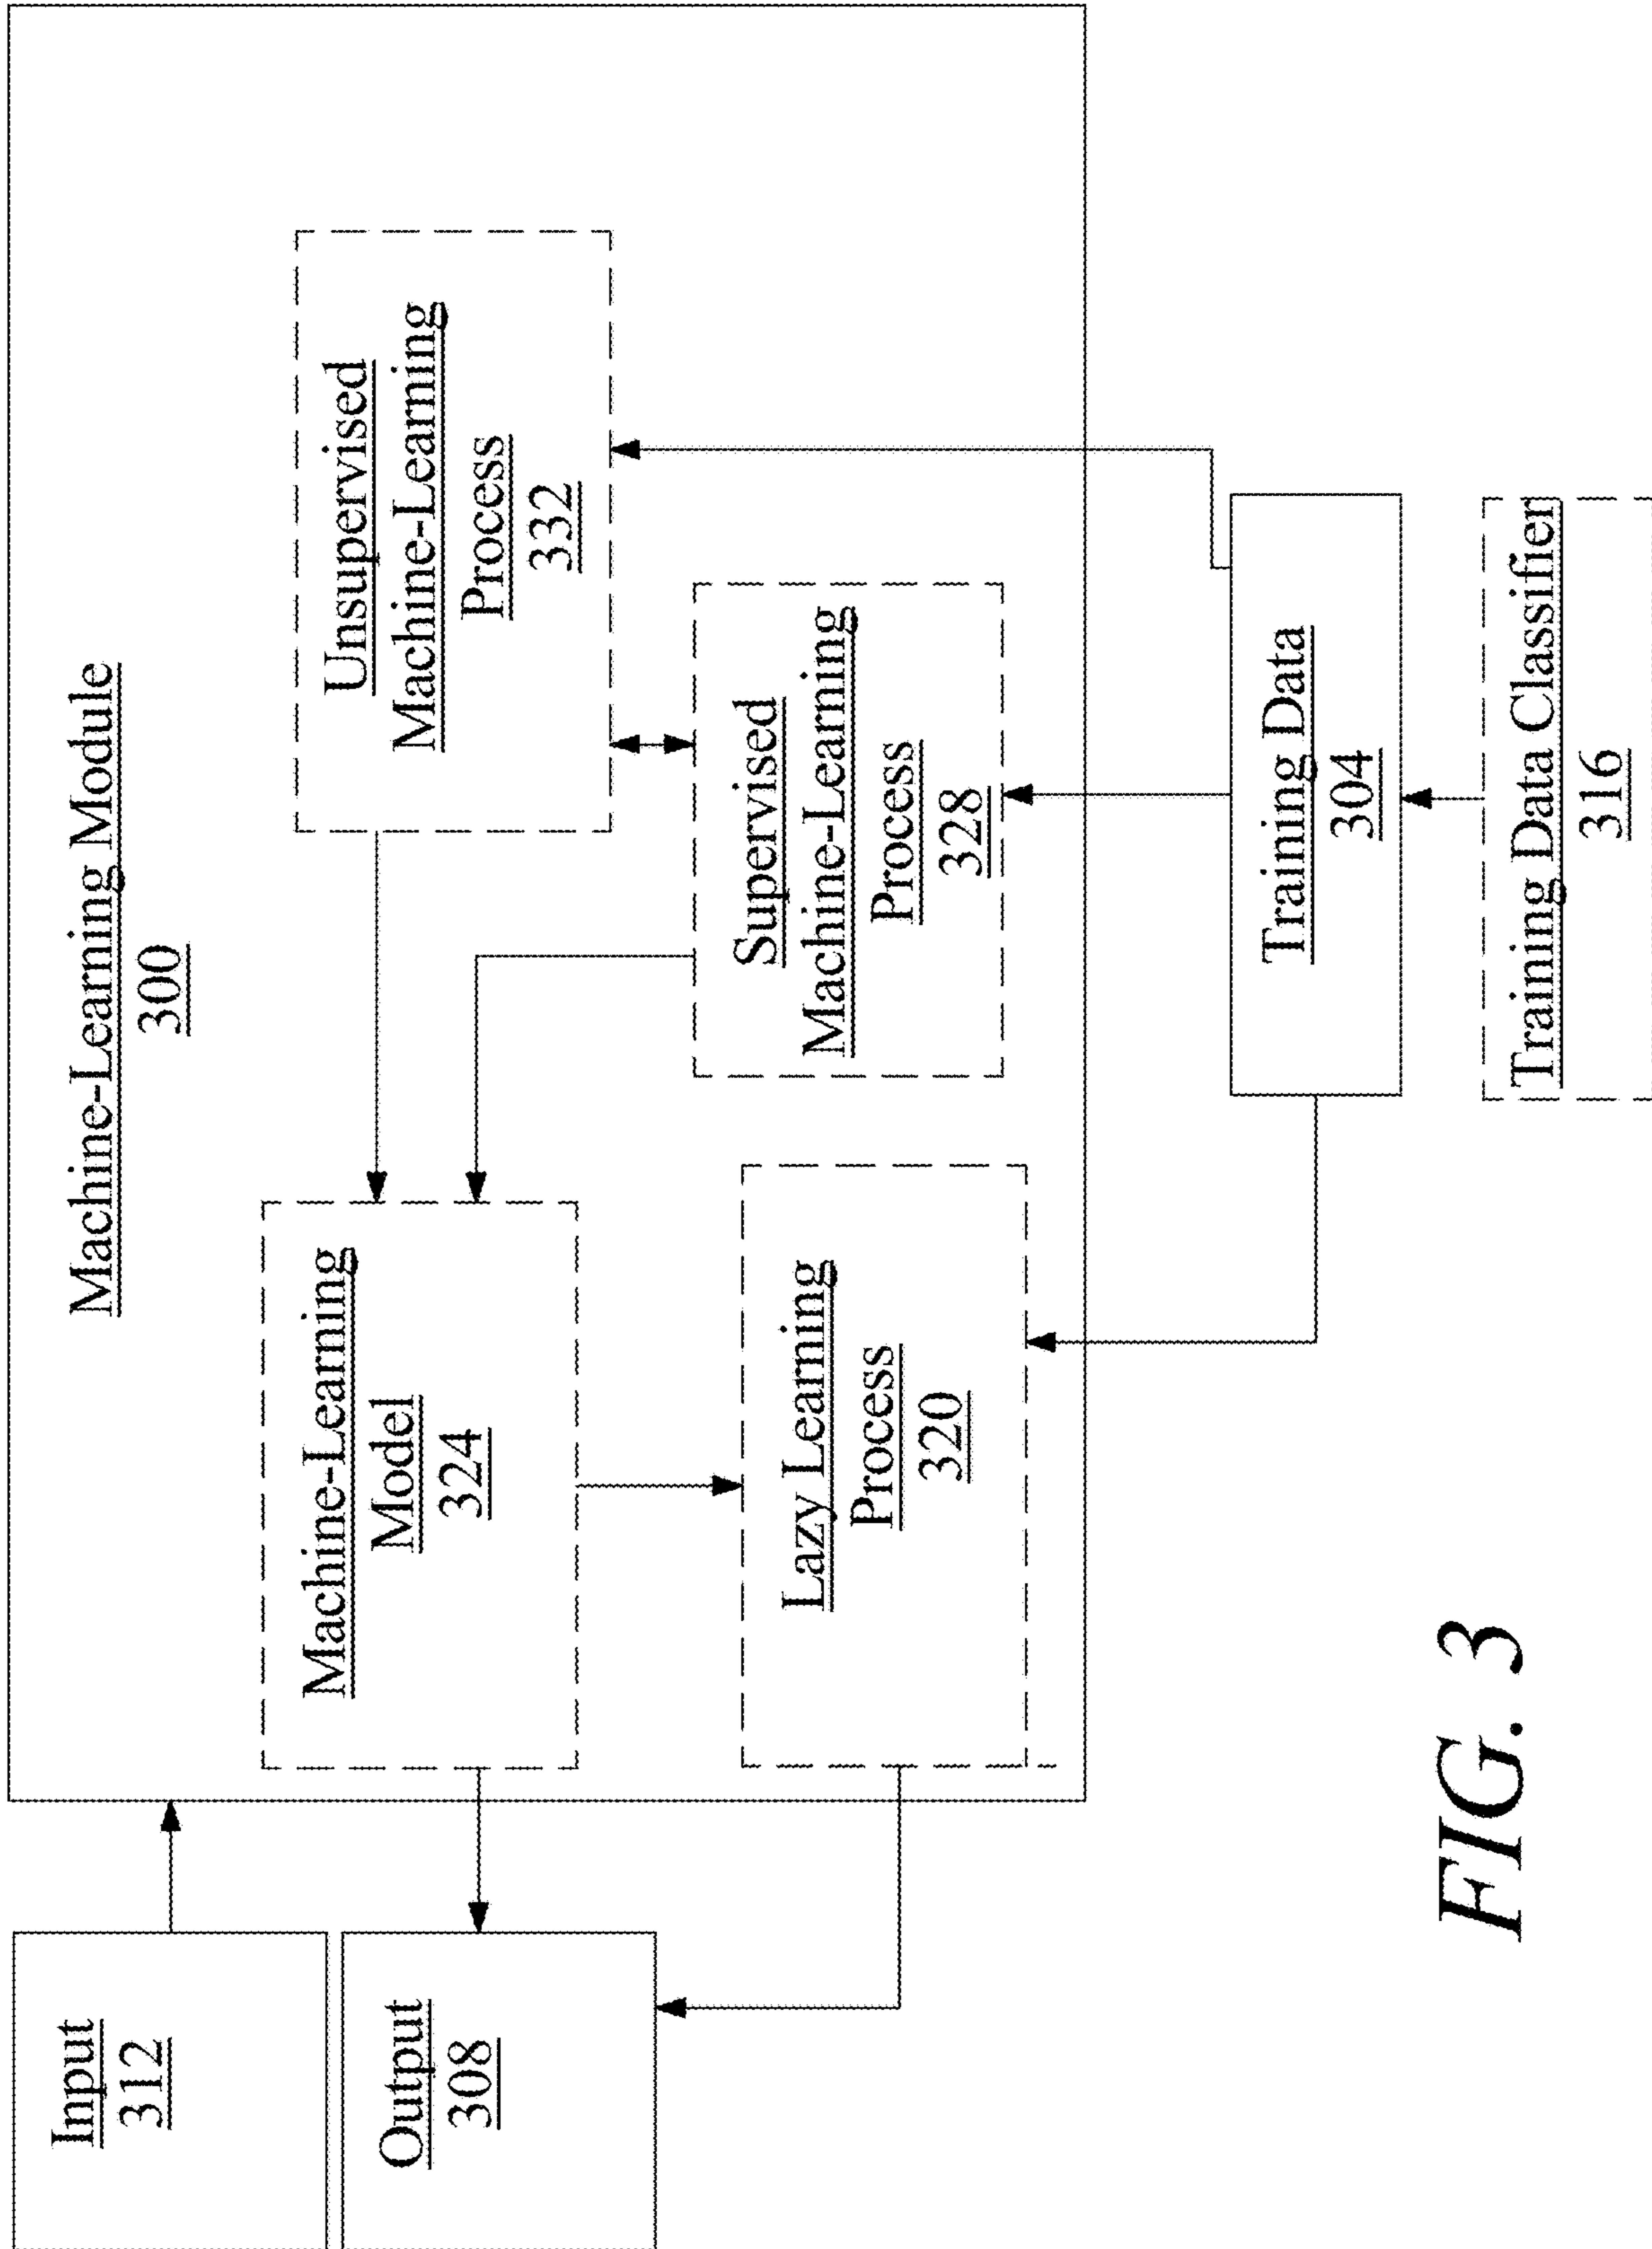 Machine-Learning Module
300
Input
312
Output
308
Machine-Learning
Model
324
Unsupervised
Machine-Learning
Process
332
Lazy Learning
Process
320
Supervised
Machine-Learning
Process
328
Training Data
304
Training Data Classifier
316
FIG. 3